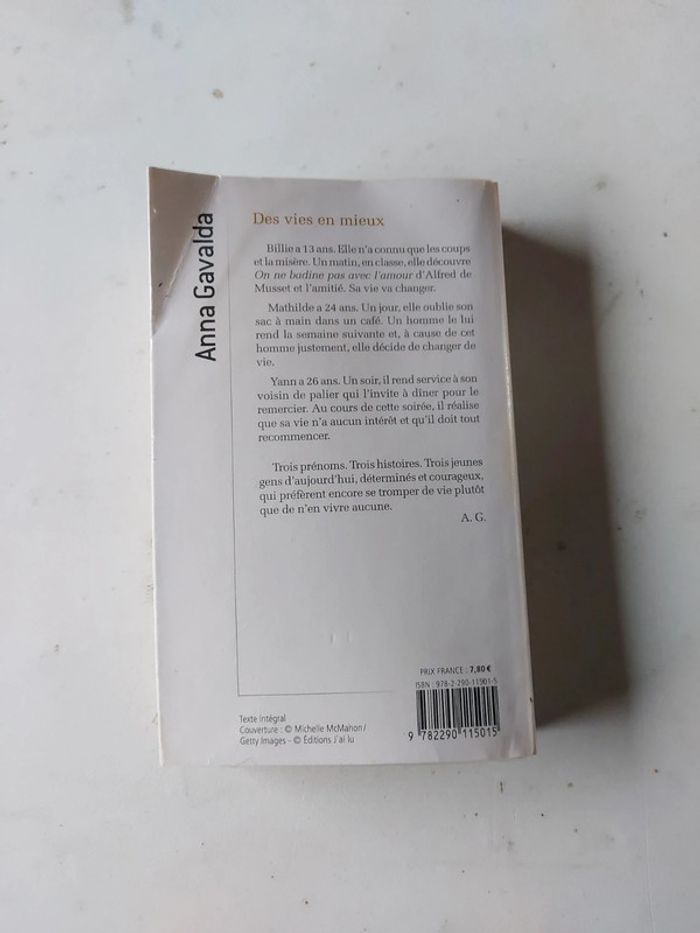 Anna Gavalda
Des vies en mieux
Billie a 13 ans. Elle n'a connu que les coups
et la misère. Un matin, en classe, elle découvre
On ne badine pas avec l'amour d'Alfred de
Musset et l'amitié. Sa vie va changer.
Mathilde a 24 ans. Un jour, elle oublie son
sac à main dans un café. Un homme le lui
rend la semaine suivante et, à cause de cet
homme justement, elle décide de changer de
vie.
Yann a 26 ans. Un soir, il rend service à son
voisin de palier qui l'invite à dîner pour le
remercier. Au cours de cette soirée, il réalise
que sa vie n'a aucun intérêt et qu'il doit tout
recommencer.
Trois prénoms. Trois histoires. Trois jeunes
gens d'aujourd'hui, déterminés et courageux,
qui préfèrent encore se tromper de vie plutôt
que de n'en vivre aucune.
A. G.
PRIX FRANCE : 7,80 €
ISBN : 978-2-290-11501-5
Texte intégral
Couverture : © Michelle McMahon /
Getty Images - © Éditions J'ai lu
9 782290 115015